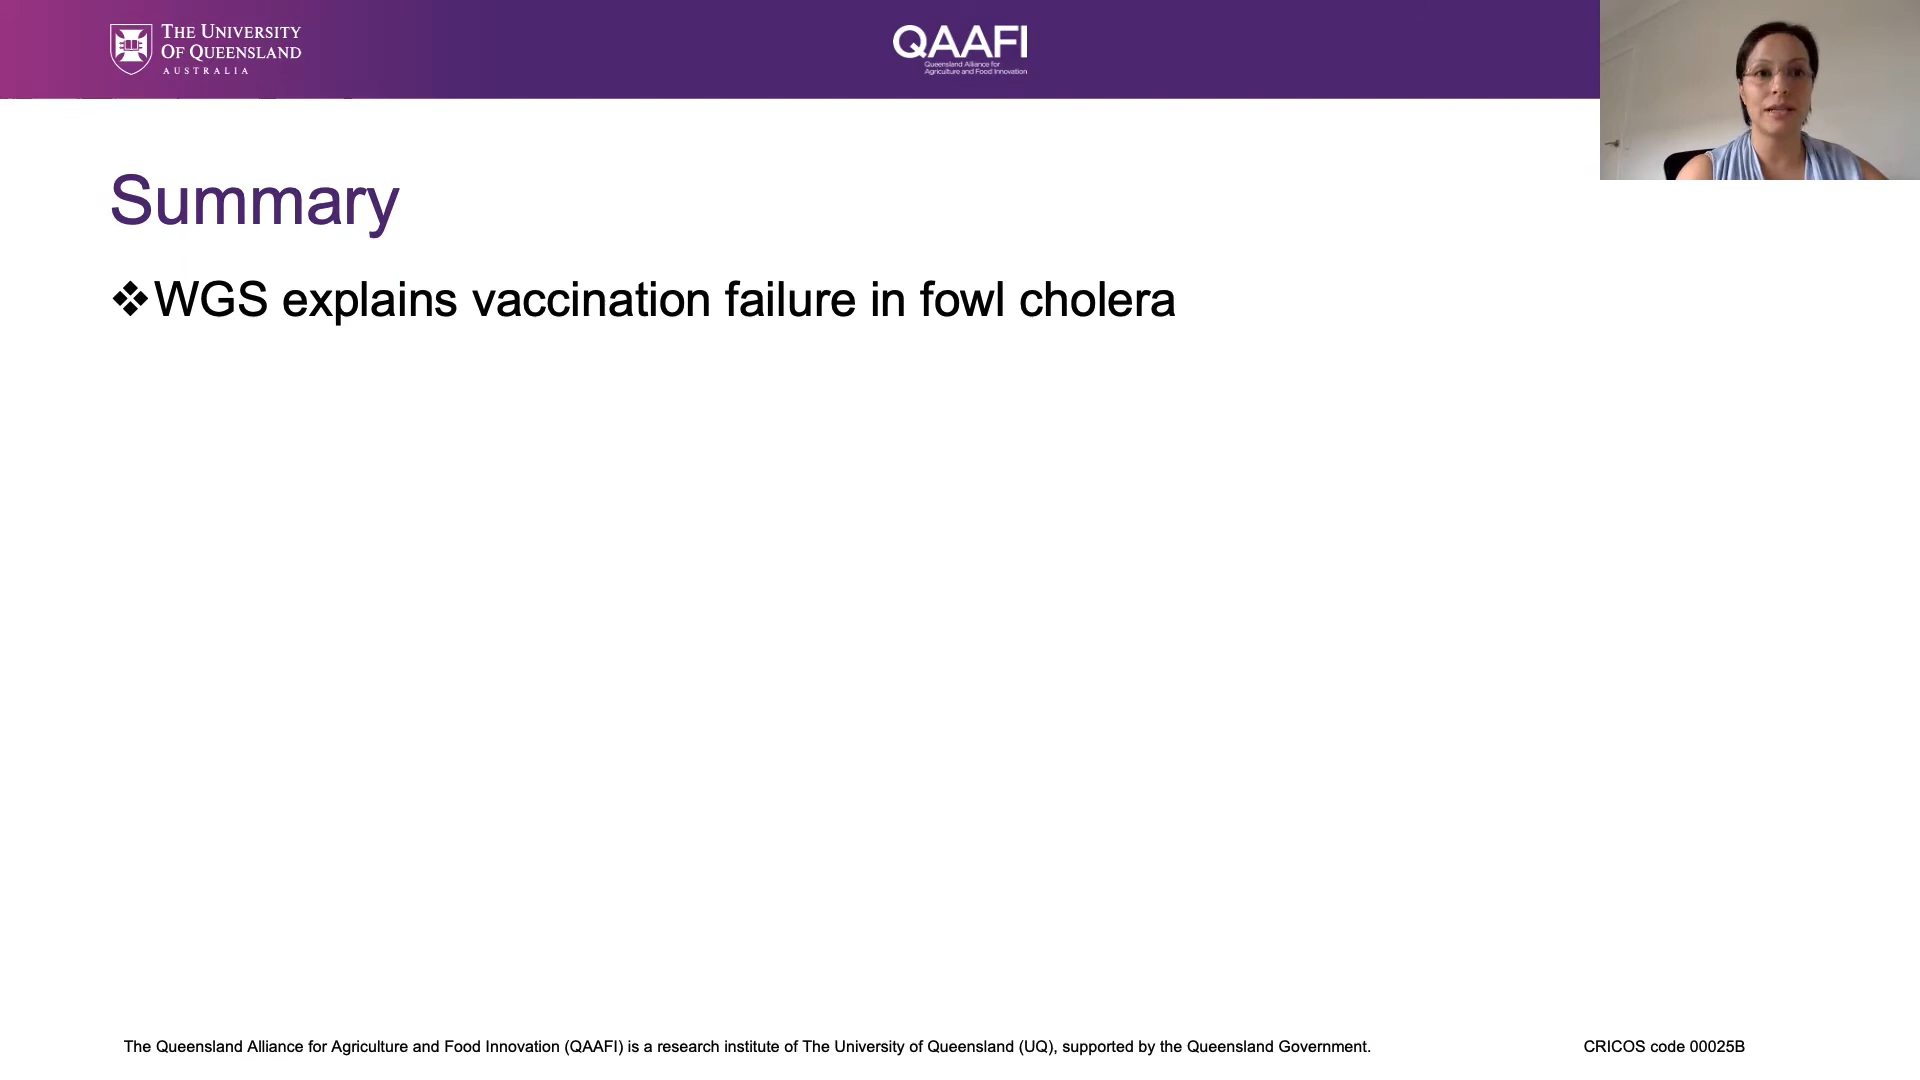 THE UNIVERSITY
OF QUEENSLAND
AUSTRALIA
QAAFI
Queensland Alliance for
Agriculture and Food Innovation
Summary
❖WGS explains vaccination failure in fowl cholera
The Queensland Alliance for Agriculture and Food Innovation (QAAFI) is a research institute of The University of Queensland (UQ), supported by the Queensland Government.
CRICOS code 00025B